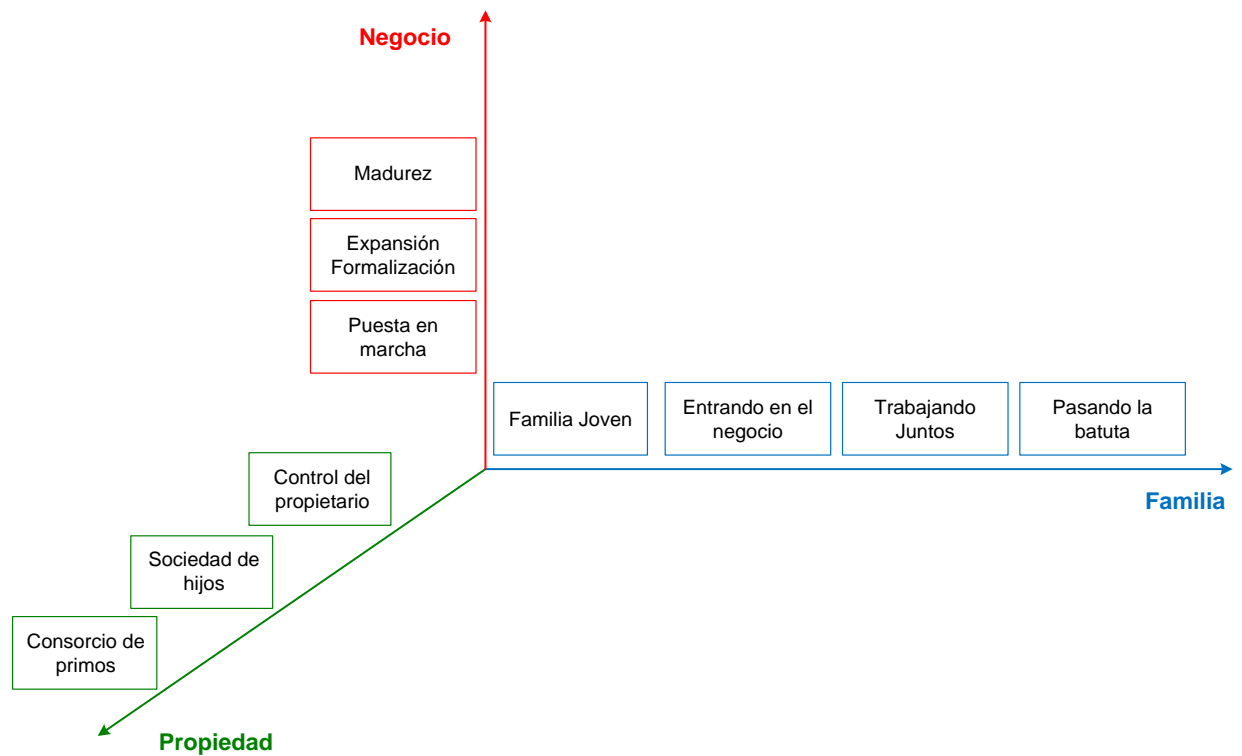 Negocio
Madurez
Expansión
Formalización
Puesta en
marcha
Familia Joven
Entrando en el
negocio
Trabajando
Juntos
Pasando la
batuta
Familia
Control del
propietario
Sociedad de
hijos
Consorcio de
primos
Propiedad